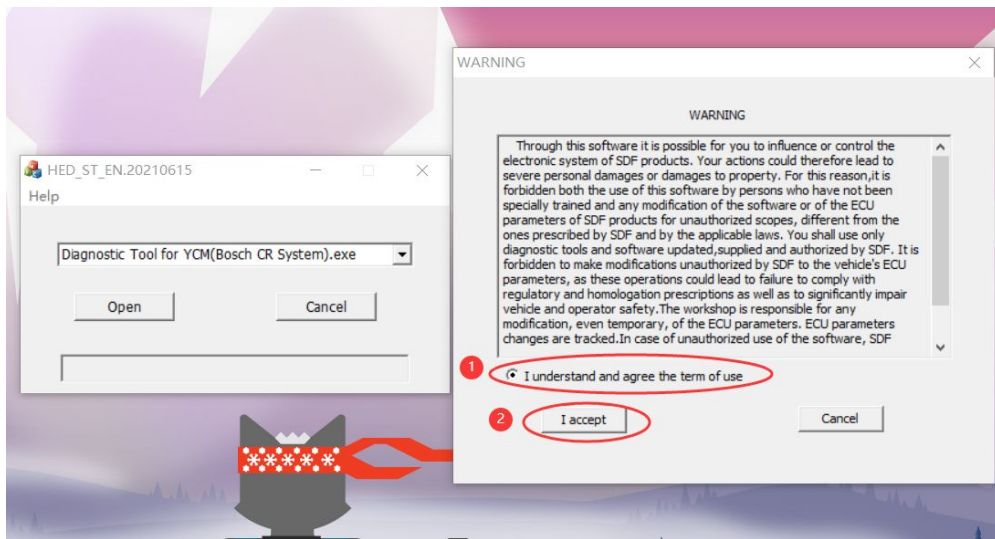 HED_ST_EN.20210615
Help
Diagnostic Tool for YCM(Bosch CR System).exe
Open
Cancel
WARNING
WARNING
Through this software it is possible for you to influence or control the
electronic system of SDF products. Your actions could therefore lead to
severe personal damages or damages to property. For this reason,it is
forbidden both the use of this software by persons who have not been
specially trained and any modification of the software or of the ECU
parameters of SDF products for unauthorized scopes, different from the
ones prescribed by SDF and by the applicable laws. You shall use only
diagnostic tools and software updated,supplied and authorized by SDF. It is
forbidden to make modifications unauthorized by SDF to the vehicle's ECU
parameters, as these operations could lead to failure to comply with
regulatory and homologation prescriptions as well as to significantly impair
vehicle and operator safety.The workshop is responsible for any
modification, even temporary, of the ECU parameters. ECU parameters
changes are tracked.In case of unauthorized use of the software, SDF
1
I understand and agree the term of use
2
I accept
Cancel